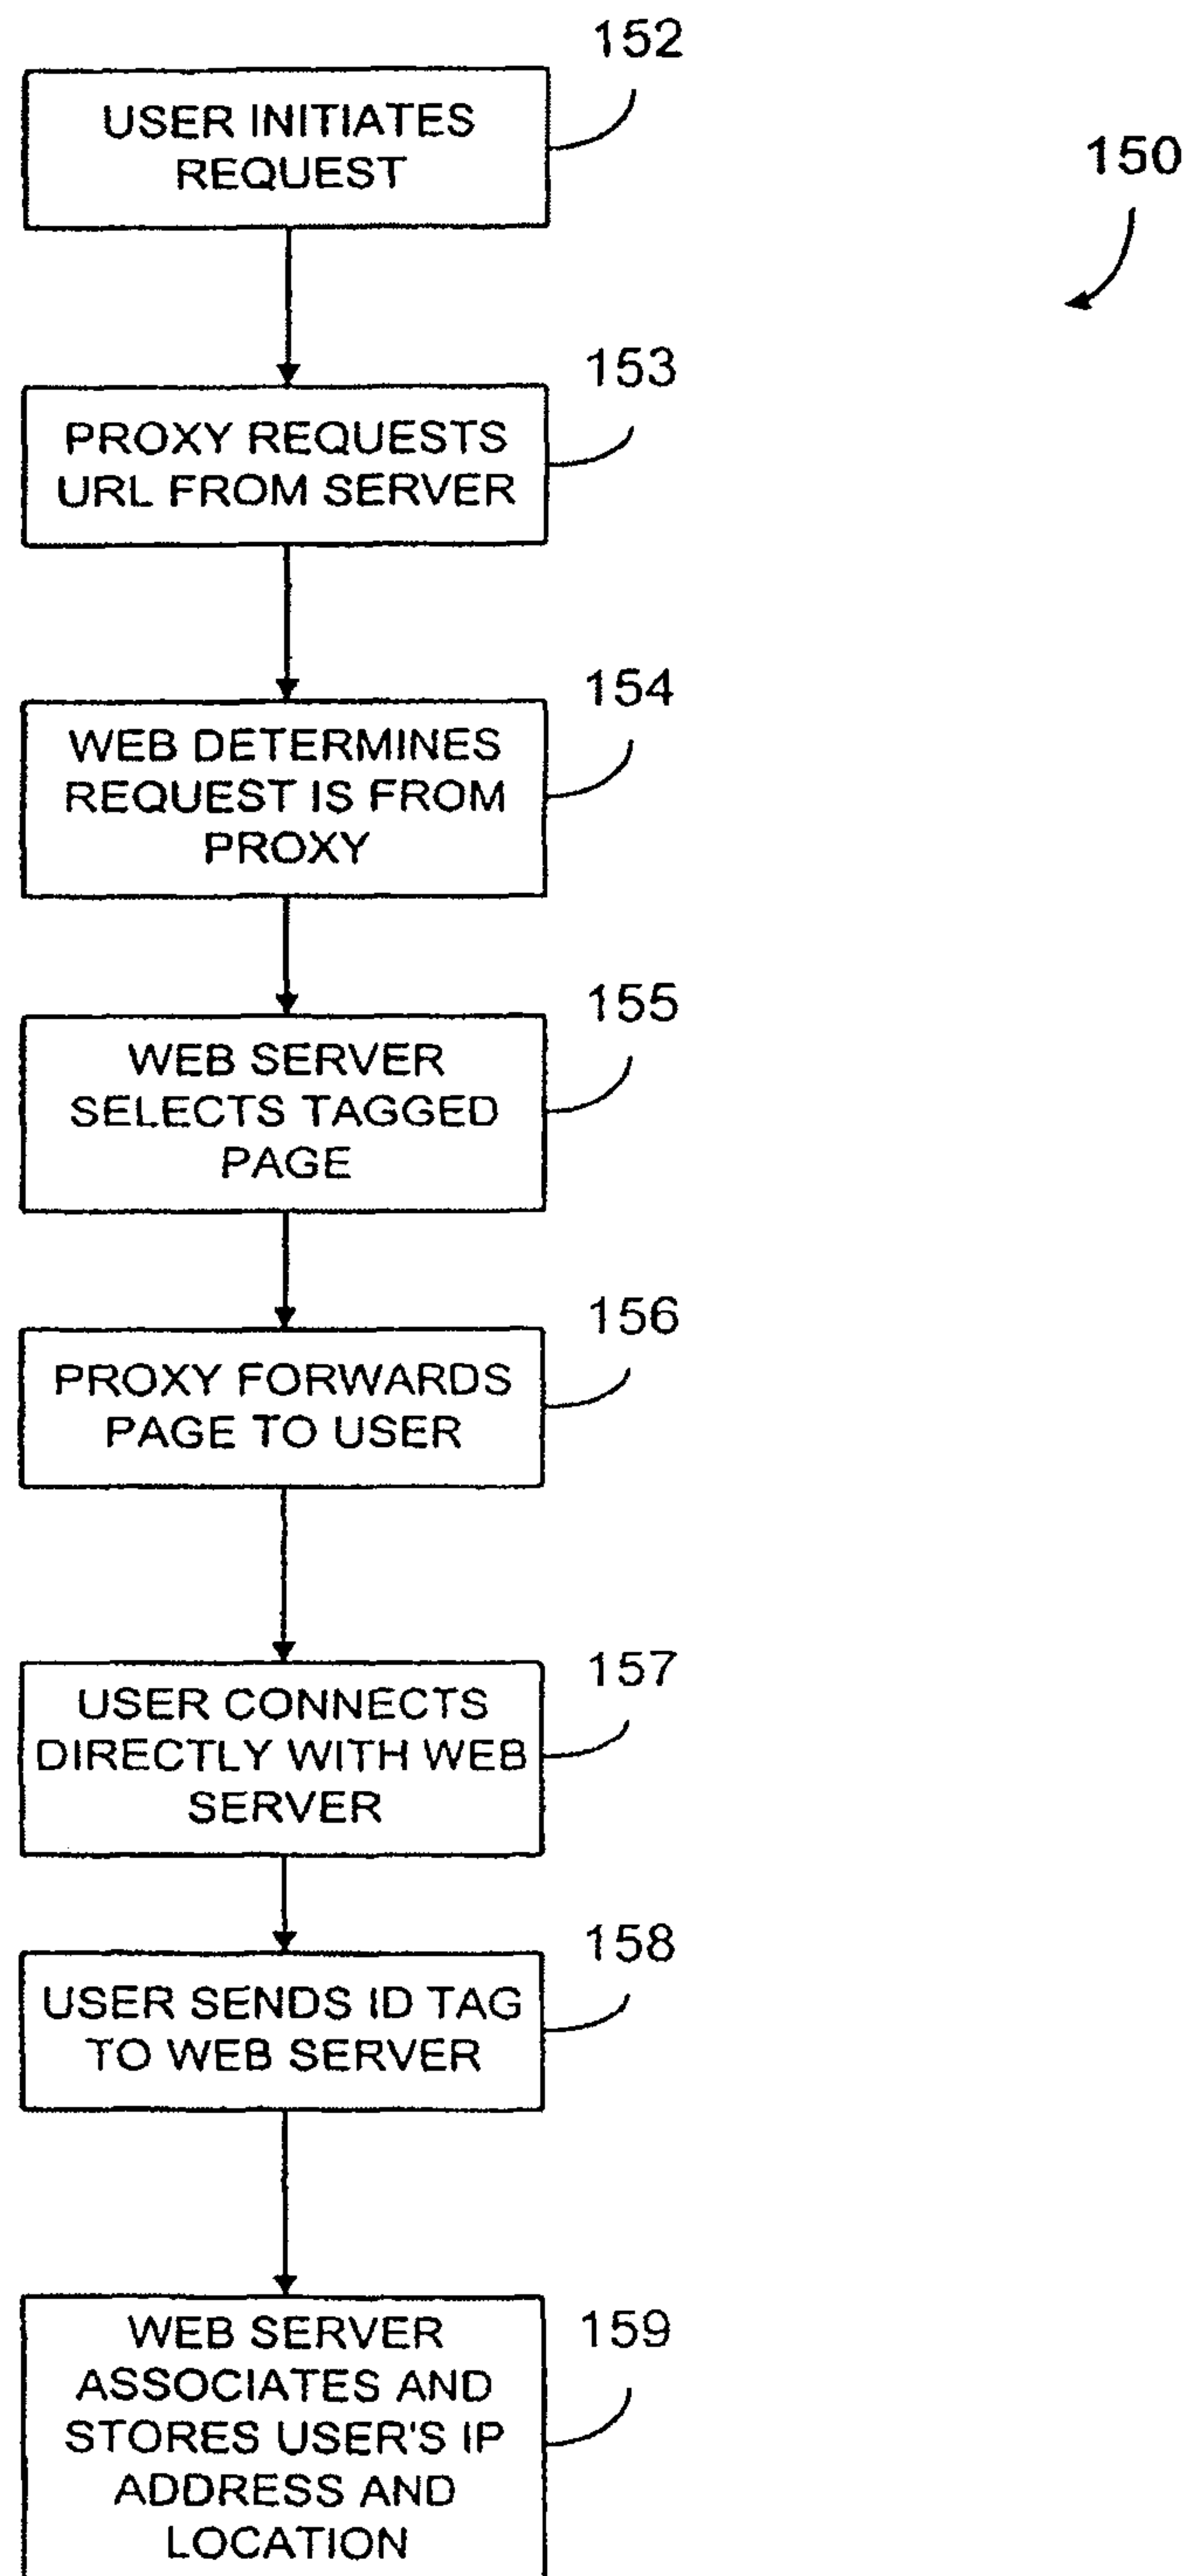 152
USER INITIATES
REQUEST
150
153
PROXY REQUESTS
URL FROM SERVER
154
WEB DETERMINES
REQUEST IS FROM
PROXY
155
WEB SERVER
SELECTS TAGGED
PAGE
156
PROXY FORWARDS
PAGE TO USER
157
USER CONNECTS
DIRECTLY WITH WEB
SERVER
158
USER SENDS ID TAG
TO WEB SERVER
159
WEB SERVER
ASSOCIATES AND
STORES USER'S IP
ADDRESS AND
LOCATION